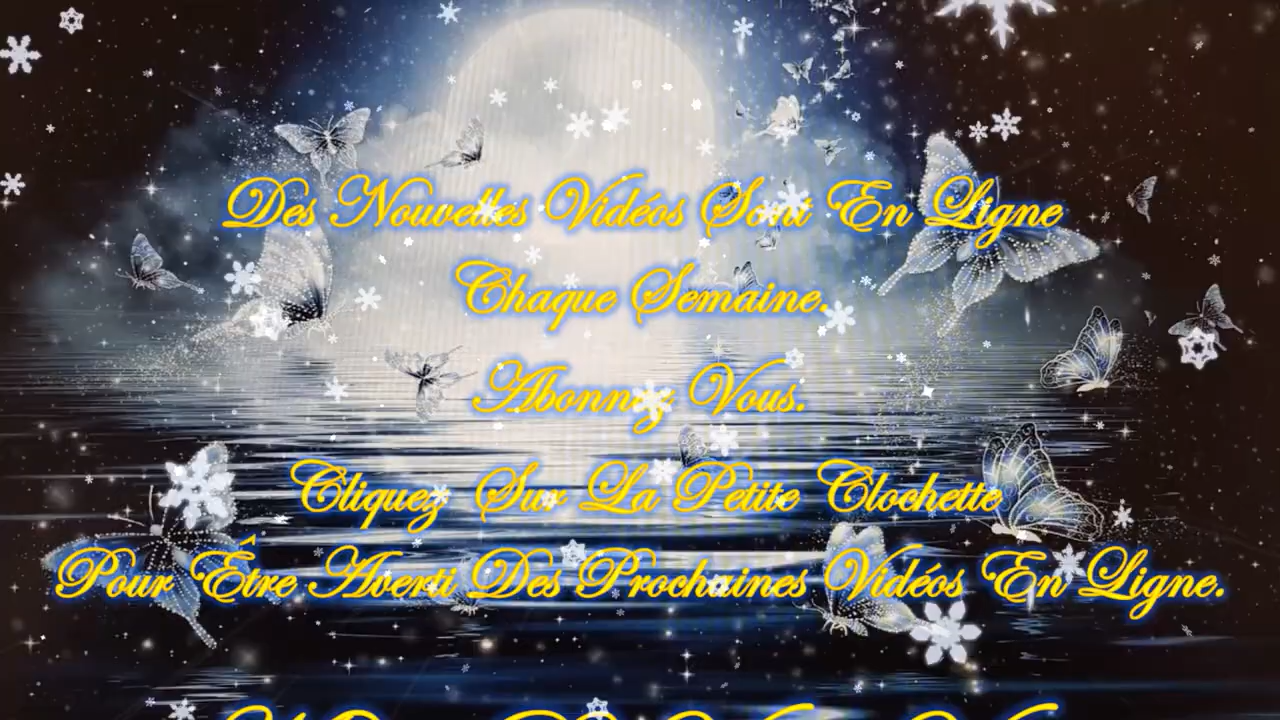 Des Nouvelles Vidéos Sont En Ligne
Chaque Semaine.
Abonnez Vous.
Cliquez Sur La Petite Clochette
Pour Être Averti Des Prochaines Vidéos En Ligne.